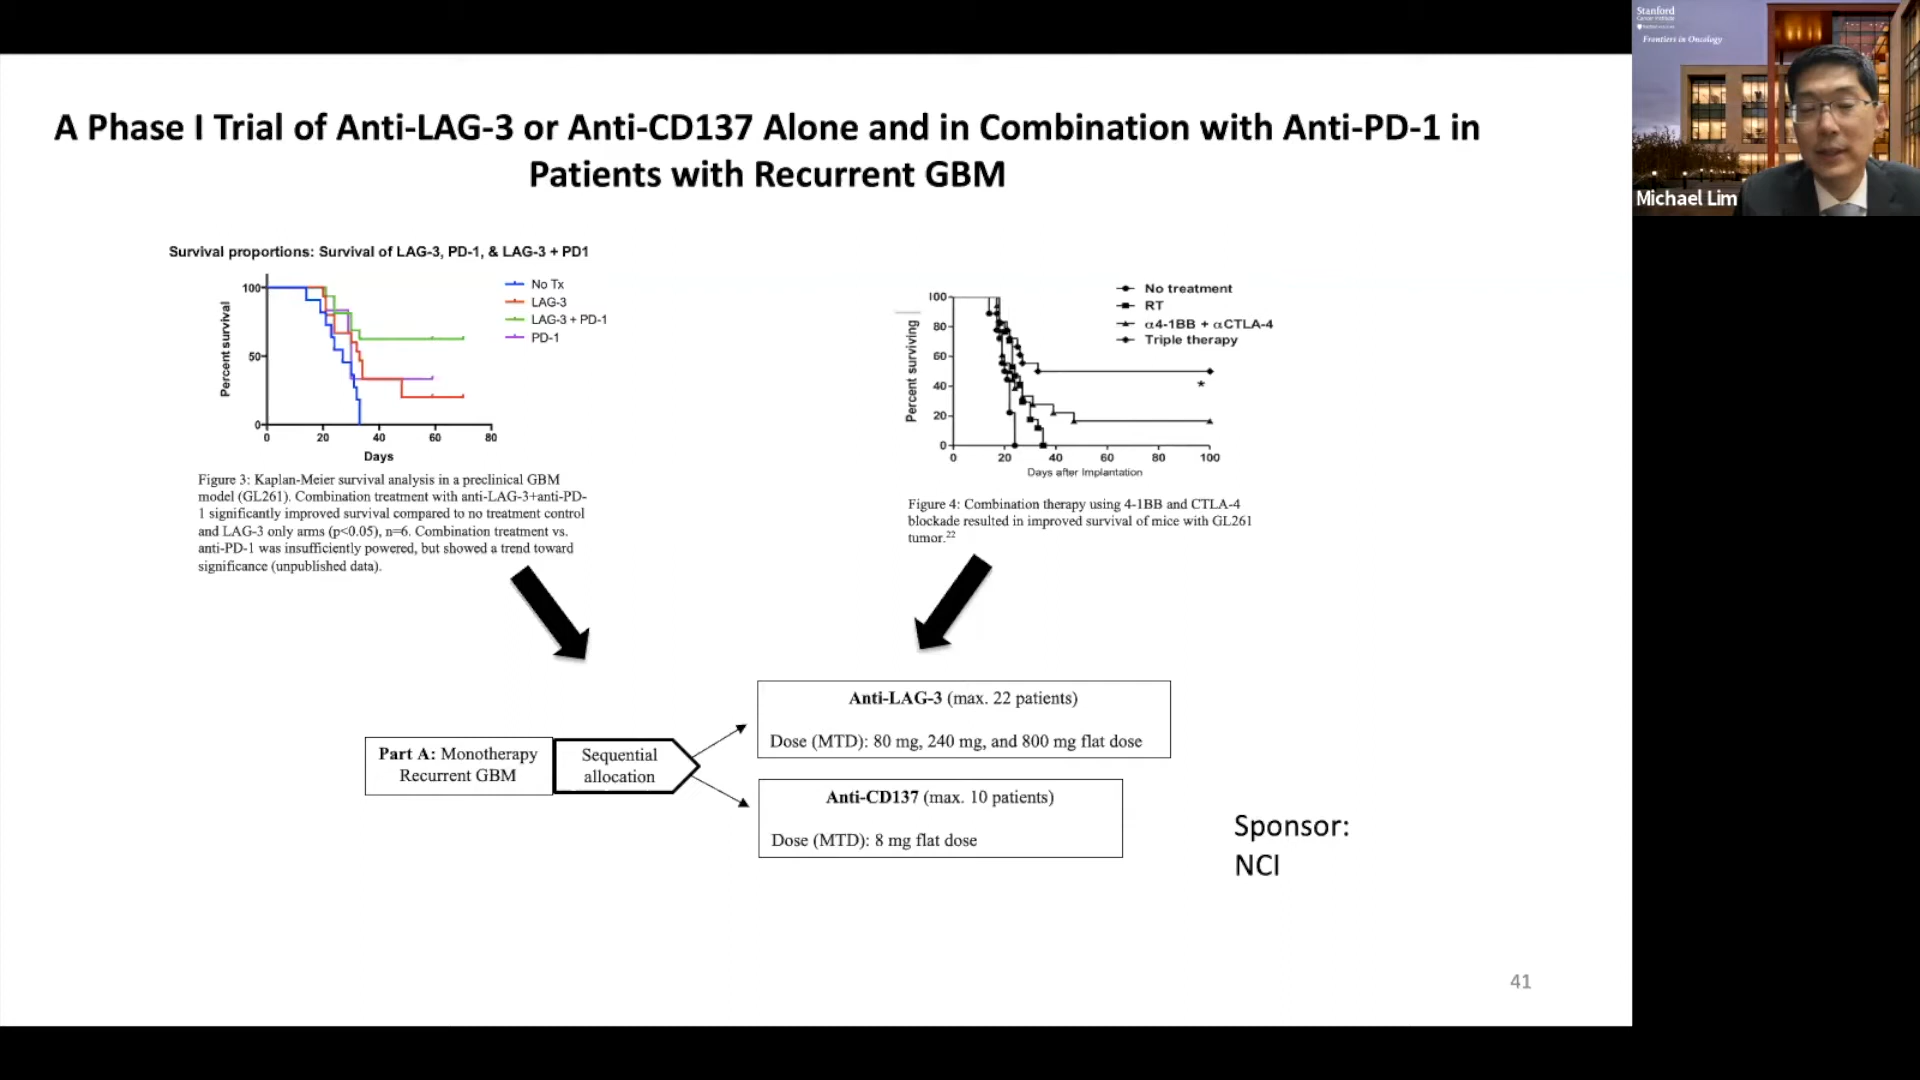 A Phase I Trial of Anti-LAG-3 or Anti-CD137 Alone and in Combination with Anti-PD-1 in
Patients with Recurrent GBM
Survival proportions: Survival of LAG-3, PD-1, & LAG-3 + PD1
No Tx
LAG-3
LAG-3 + PD-1
PD-1
Percent survival
100
50
0
0 20 40 60 80
Days
Figure 3: Kaplan-Meier survival analysis in a preclinical GBM
model (GL261). Combination treatment with anti-LAG-3+anti-PD-
1 significantly improved survival compared to no treatment control
and LAG-3 only arms (p<0.05), n=6. Combination treatment vs.
anti-PD-1 was insufficiently powered, but showed a trend toward
significance (unpublished data).
No treatment
RT
α4-1BB + αCTLA-4
Triple therapy
Percent surviving
100
80
60
40
20
0
*
0 20 40 60 80 100
Days after Implantation
Figure 4: Combination therapy using 4-1BB and CTLA-4
blockade resulted in improved survival of mice with GL261
tumor.22
Part A: Monotherapy
Recurrent GBM
Sequential
allocation
Anti-LAG-3 (max. 22 patients)
Dose (MTD): 80 mg, 240 mg, and 800 mg flat dose
Anti-CD137 (max. 10 patients)
Dose (MTD): 8 mg flat dose
Sponsor:
NCI
41
Stanford
Cancer Institute
Frontiers in Oncology
Michael Lim